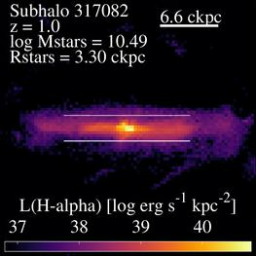 Subhalo 317082
6.6 ckpc
z = 1.0
log Mstars = 10.49
Rstars = 3.30 ckpc
L(H-alpha) [log erg s⁻¹ kpc⁻²]
37 38 39 40